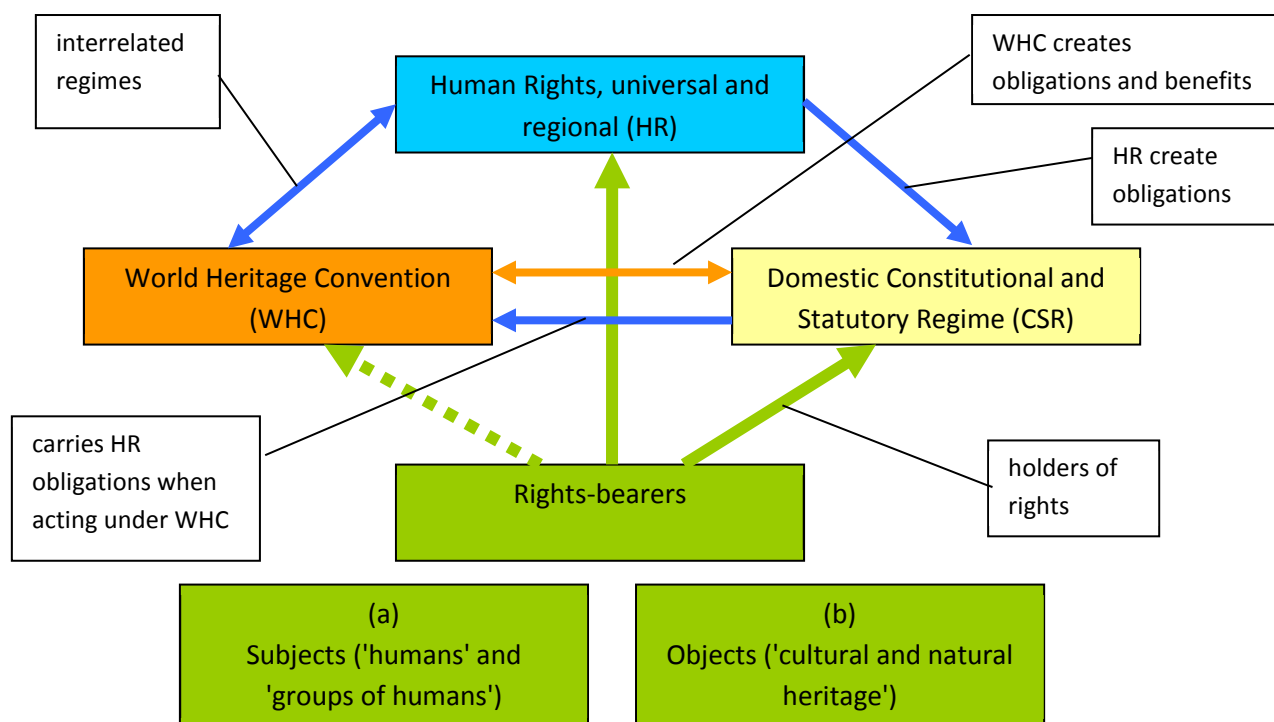 interrelated
regimes
WHC creates
obligations and benefits
Human Rights, universal and
regional (HR)
HR create
obligations
World Heritage Convention
(WHC)
Domestic Constitutional and
Statutory Regime (CSR)
carries HR
obligations when
acting under WHC
Rights-bearers
holders of
rights
(a)
Subjects ('humans' and
'groups of humans')
(b)
Objects ('cultural and natural
heritage')